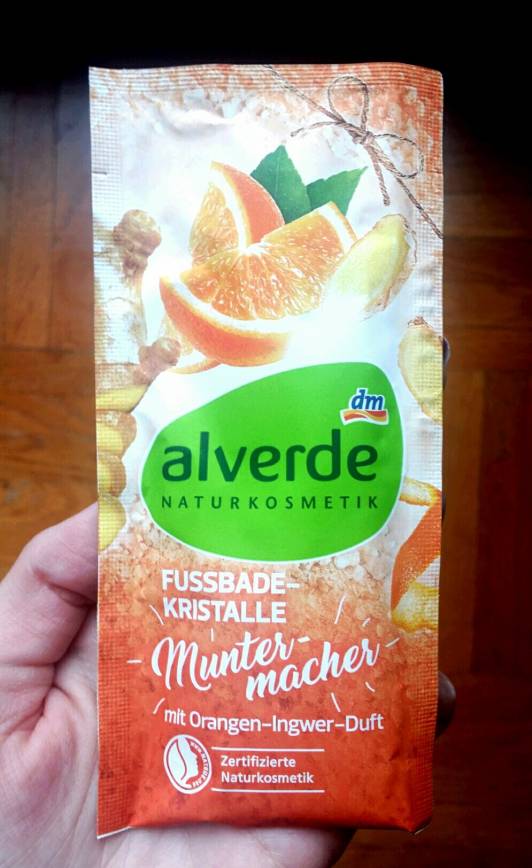 dm
alverde
NATURKOSMETIK
FUSSBADE-
KRISTALLE
Munter-
macher
mit Orangen-Ingwer-Duft
Zertifizierte
Naturkosmetik